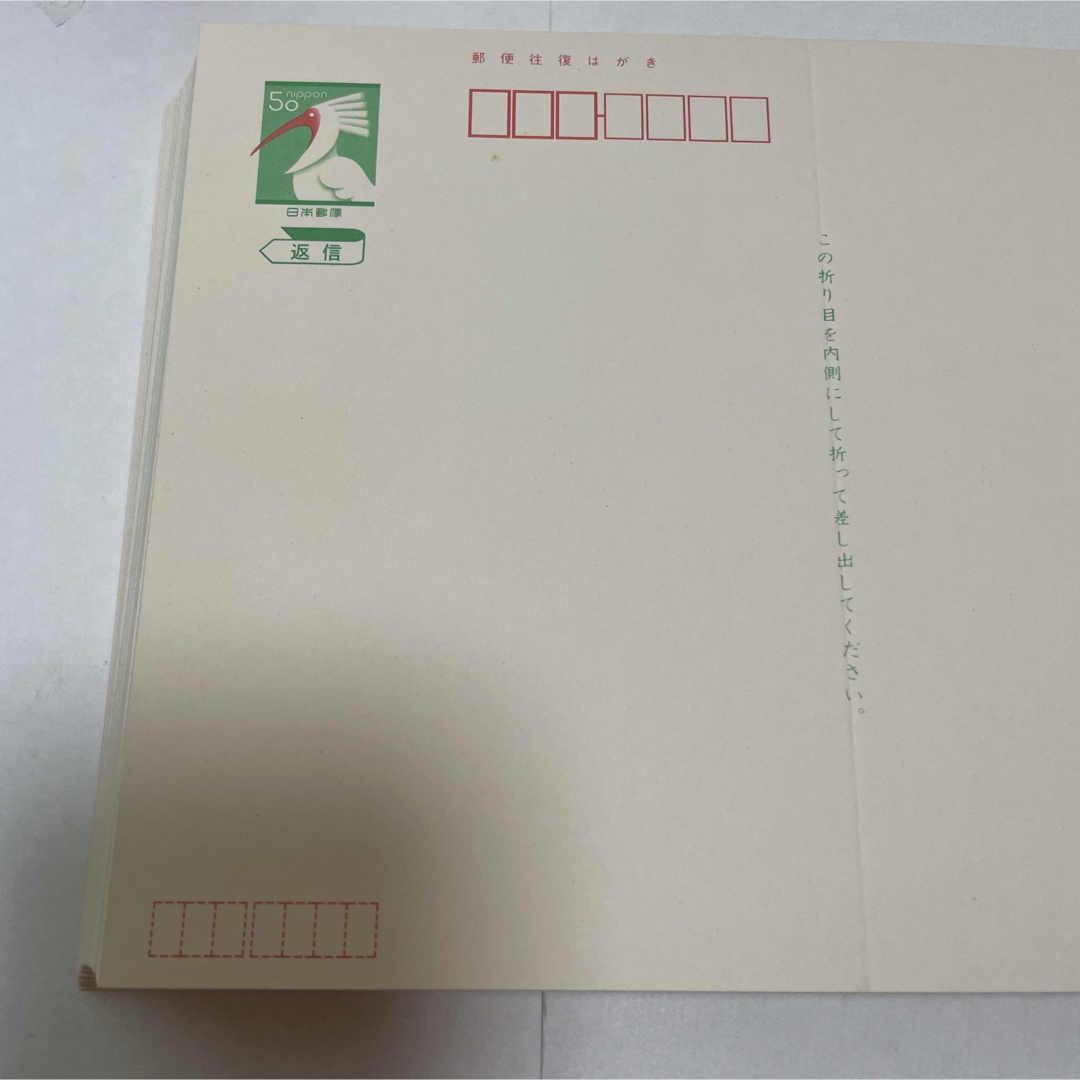 郵便往復はがき
50 nippon
日本郵便
返信
この折り目を内側にして折って差し出してください。